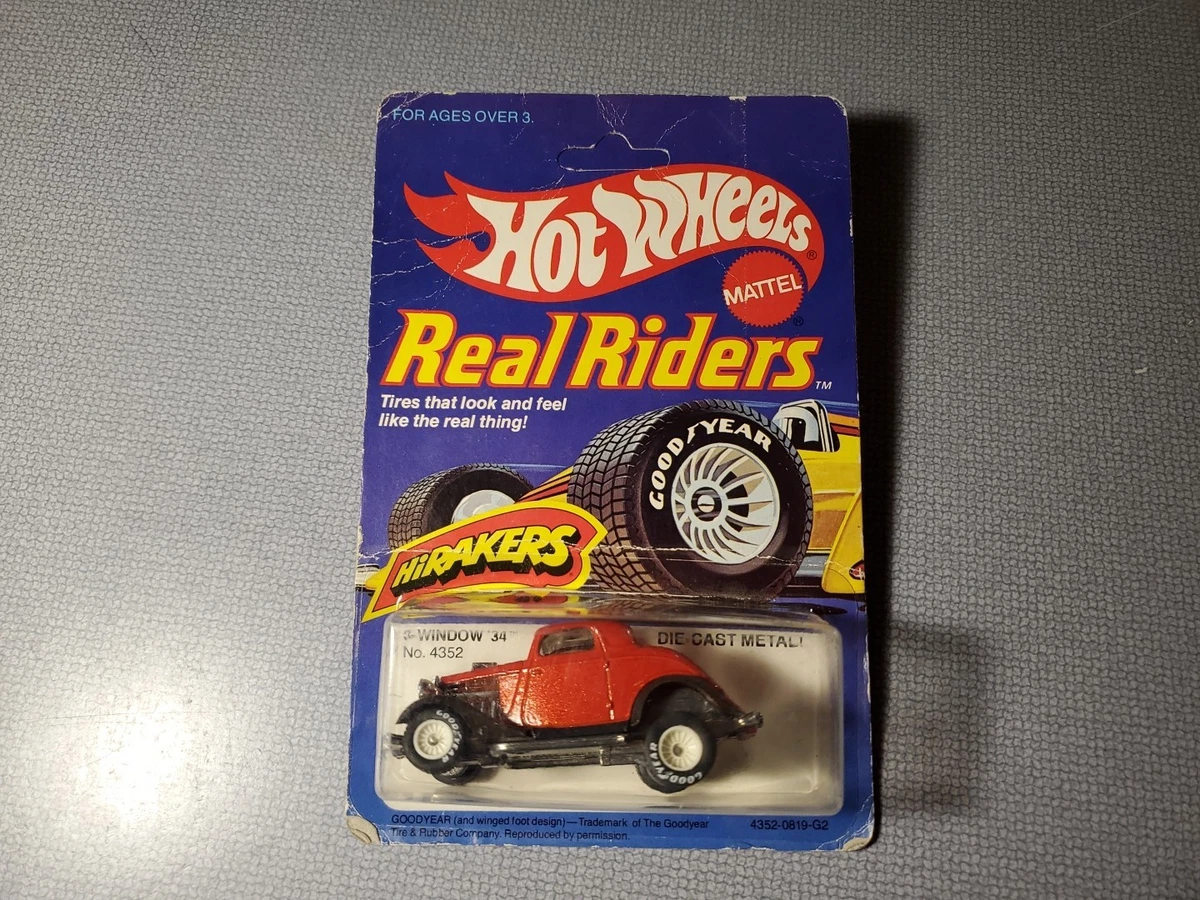 FOR AGES OVER 3.
HOT WHEELS ®
MATTEL ®
Real Riders ™
Tires that look and feel
like the real thing!
GOODYEAR
HiRAKERS
3-WINDOW '34™ DIE-CAST METAL!
No. 4352
GOODYEAR
GOODYEAR
GOODYEAR (and winged foot design)—Trademark of The Goodyear
Tire & Rubber Company. Reproduced by permission.
4352-0819-G2